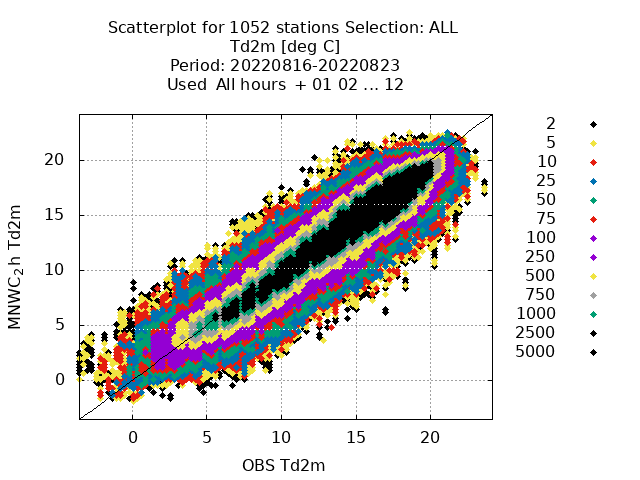 Scatterplot for 1052 stations Selection: ALL
Td2m [deg C]
Period: 20220816-20220823
Used  All hours  + 01 02 ... 12
2
5
10
25
50
75
100
250
500
750
1000
2500
5000
20
15
10
5
0
MNWC2h Td2m
0 5 10 15 20
OBS Td2m